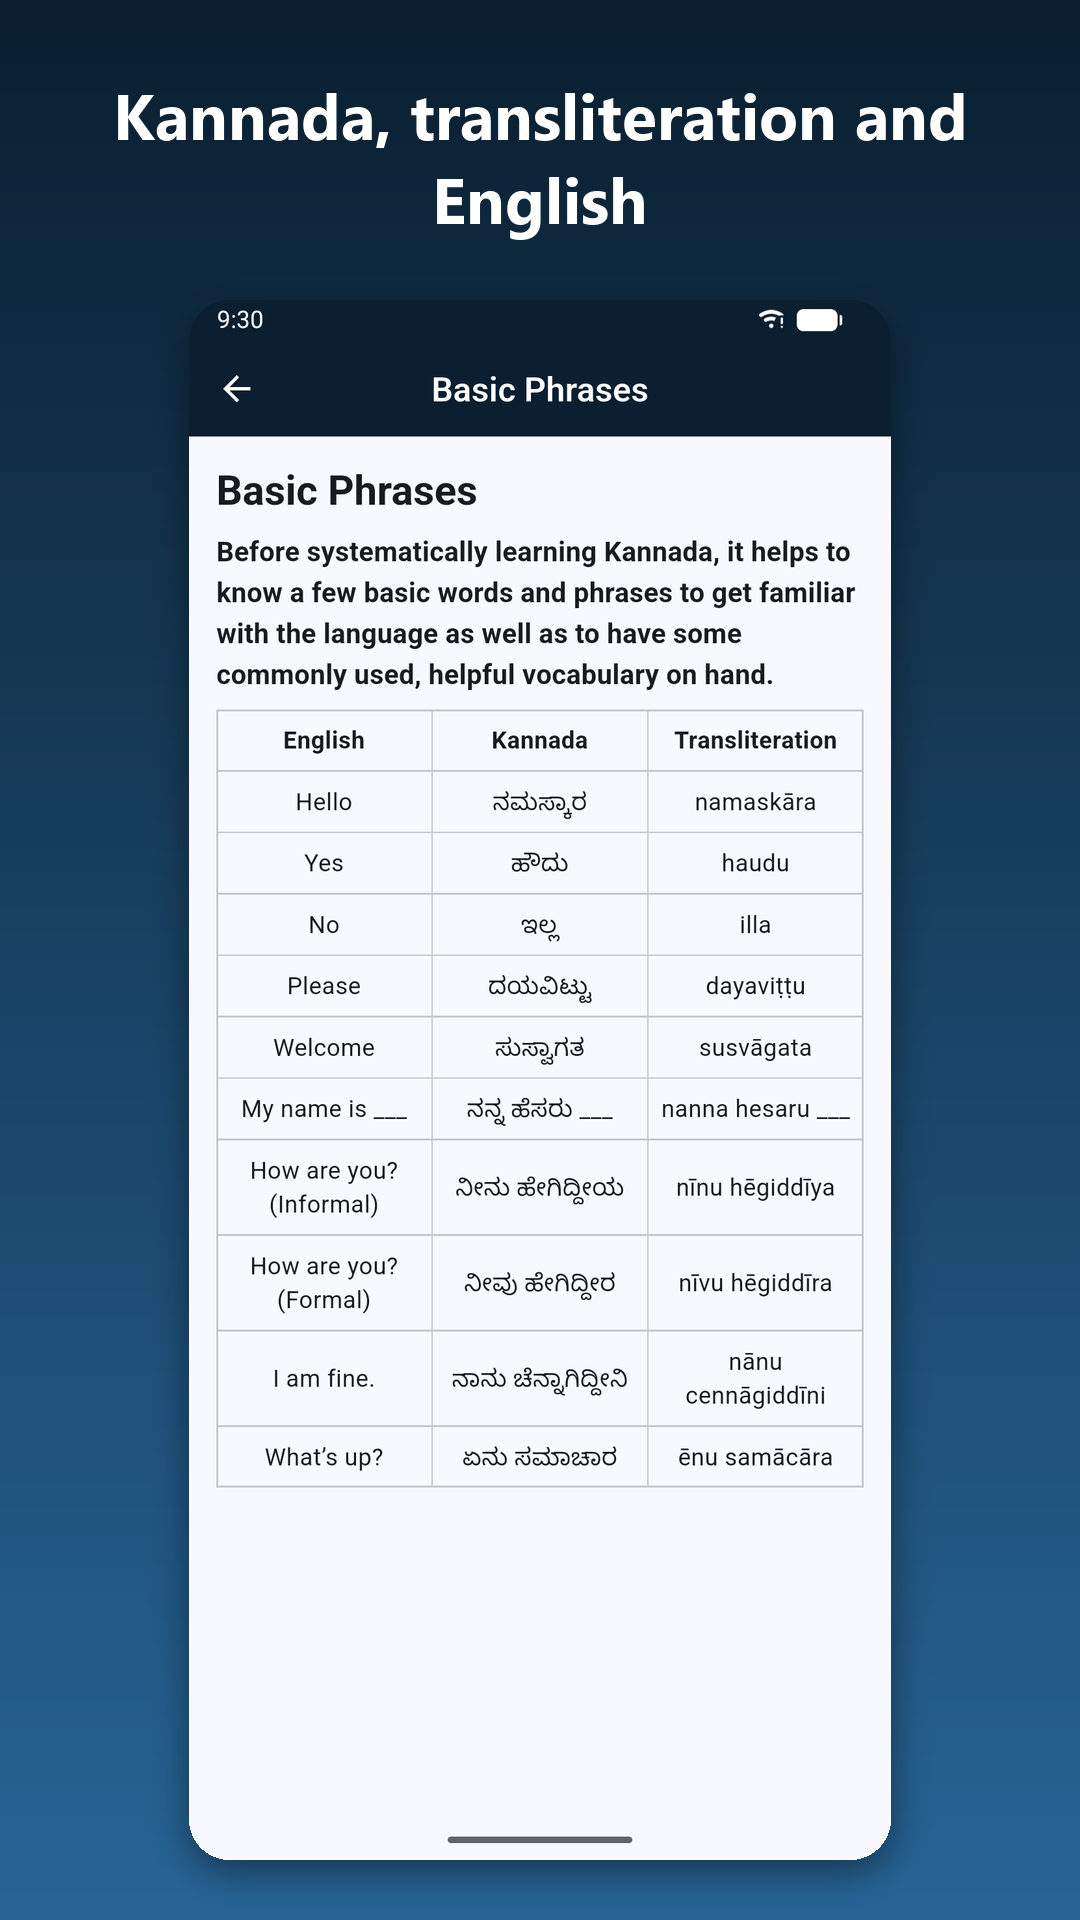 Kannada, transliteration and
English
9:30
Basic Phrases
Basic Phrases
Before systematically learning Kannada, it helps to
know a few basic words and phrases to get familiar
with the language as well as to have some
commonly used, helpful vocabulary on hand.
English Kannada Transliteration
Hello ನಮಸ್ಕಾರ namaskāra
Yes ಹೌದು haudu
No ಇಲ್ಲ illa
Please ದಯವಿಟ್ಟು dayaviṭṭu
Welcome ಸುಸ್ವಾಗತ susvāgata
My name is ___ ನನ್ನ ಹೆಸರು ___ nanna hesaru ___
How are you?
(Informal) ನೀನು ಹೇಗಿದ್ದೀಯ nīnu hēgiddīya
How are you?
(Formal) ನೀವು ಹೇಗಿದ್ದೀರ nīvu hēgiddīra
I am fine. ನಾನು ಚೆನ್ನಾಗಿದ್ದೀನಿ nānu
cennāgiddīni
What’s up? ಏನು ಸಮಾಚಾರ ēnu samācāra